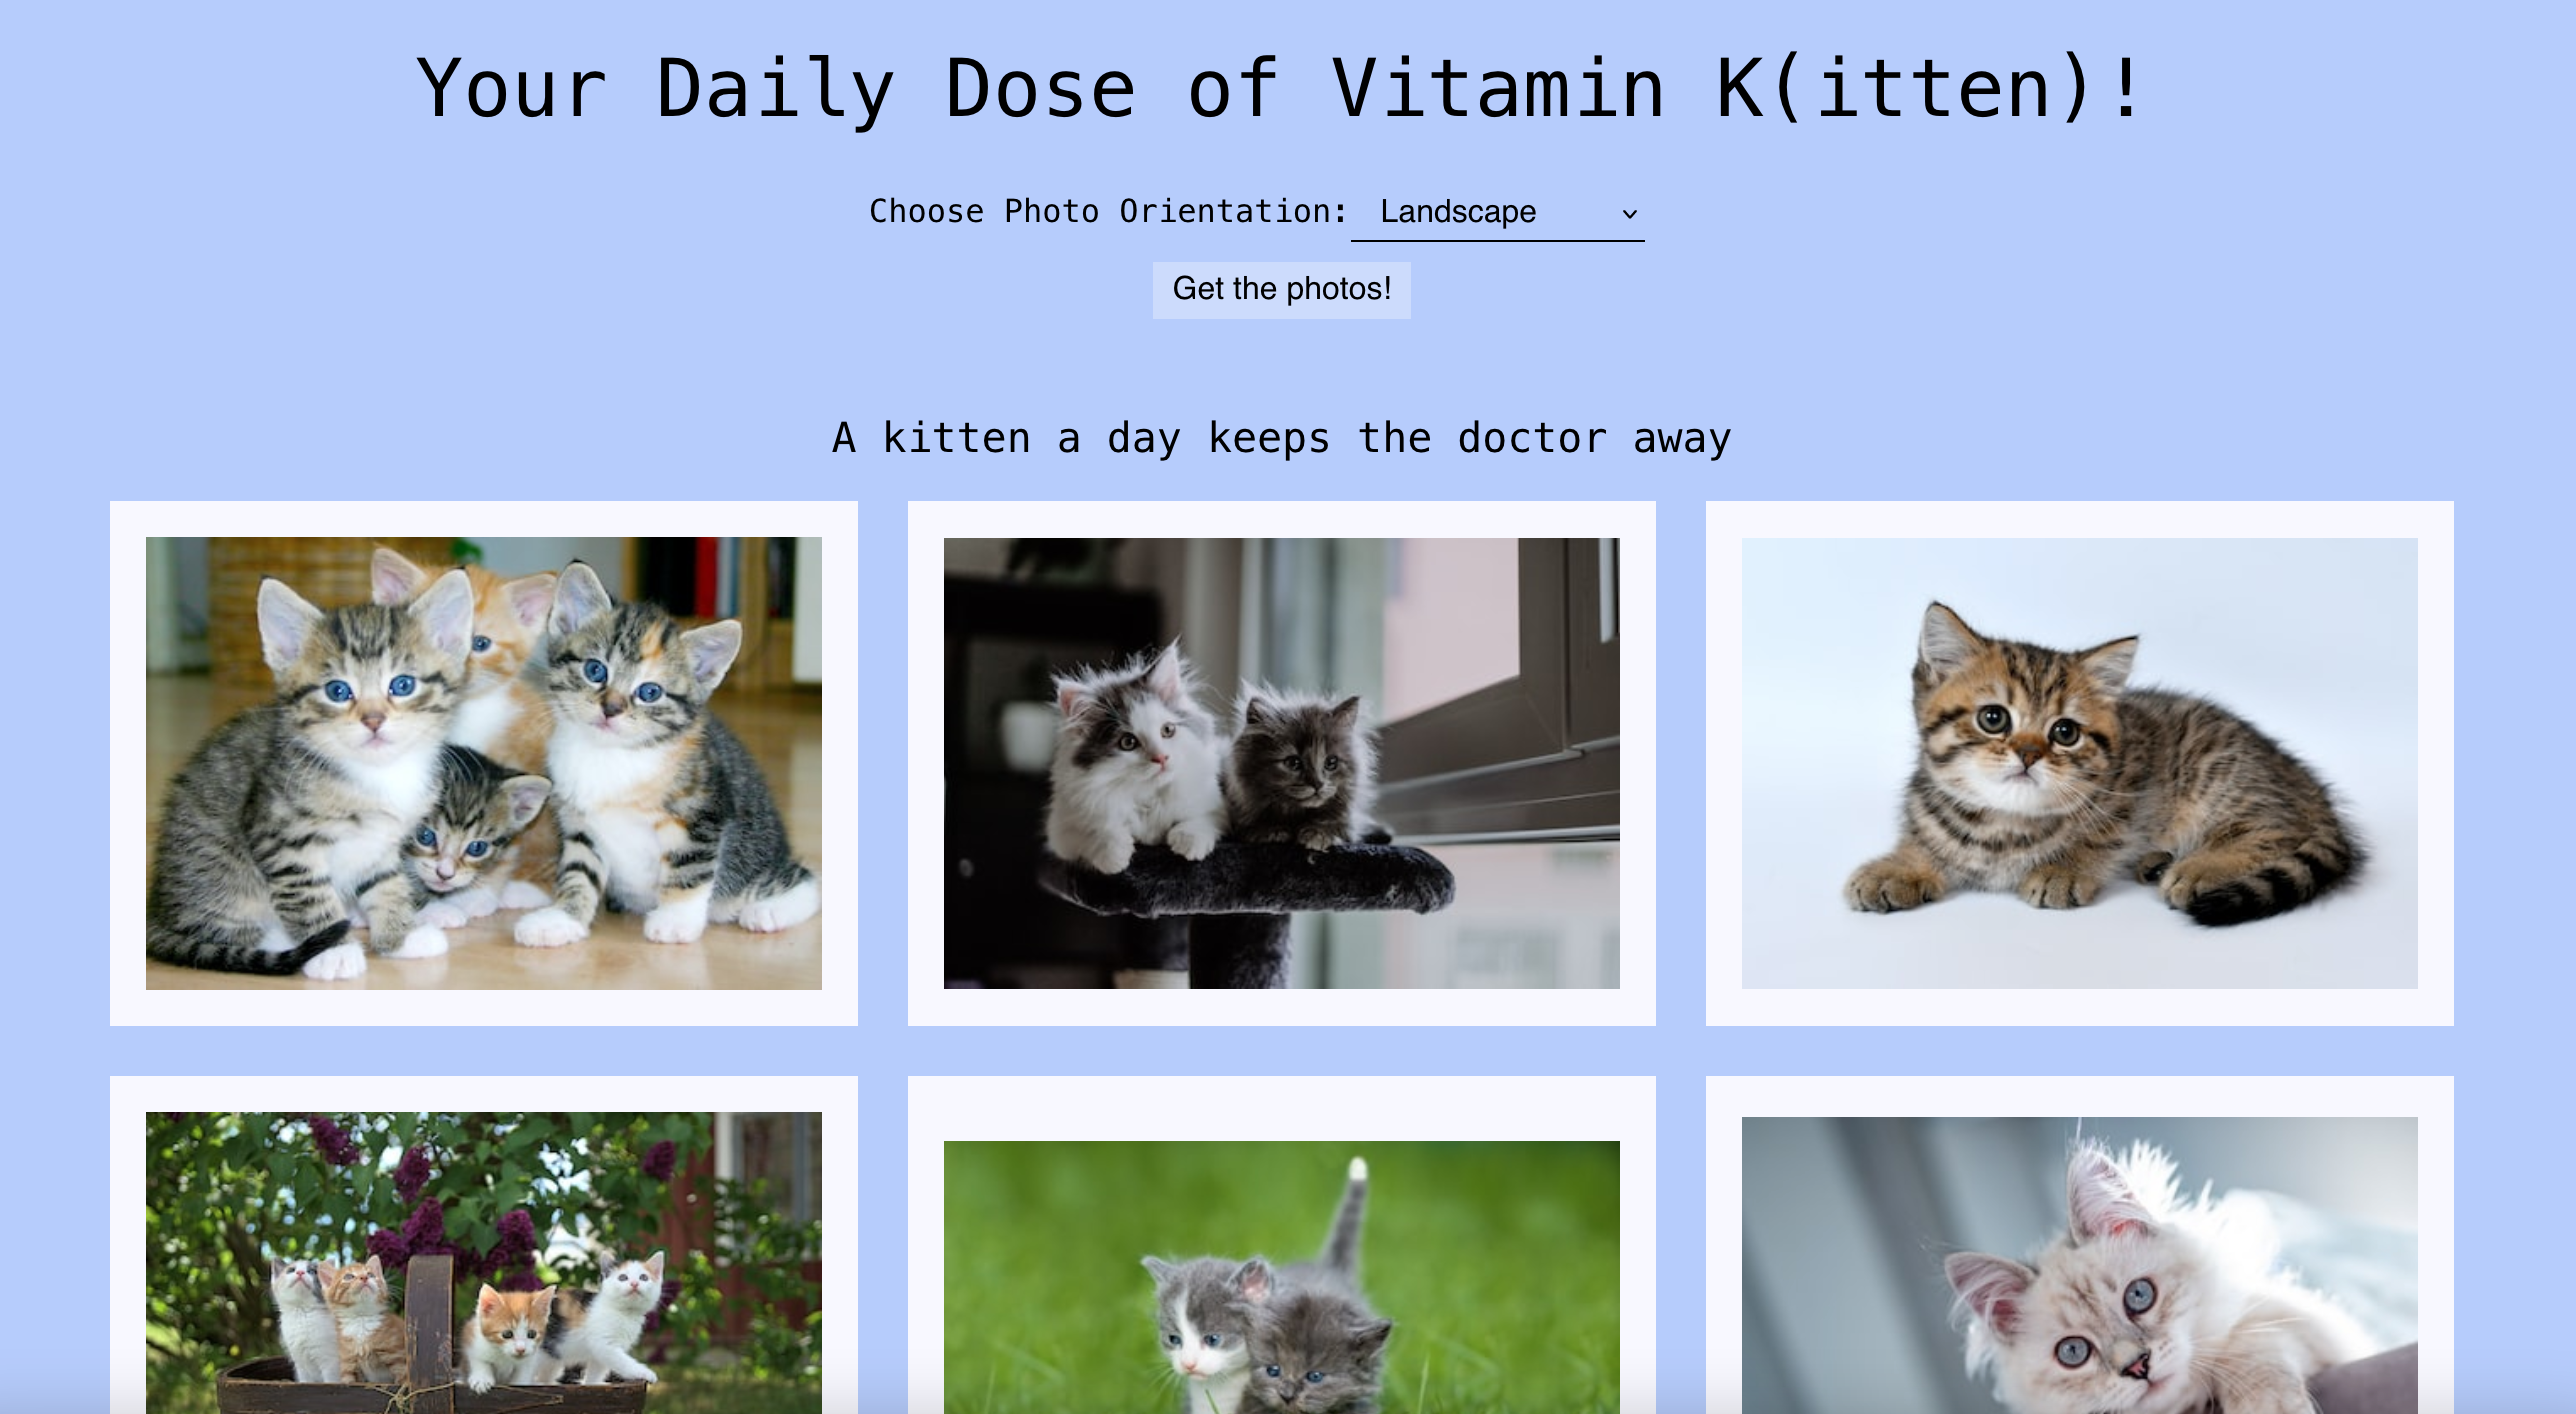 Your Daily Dose of Vitamin K(itten)!
Choose Photo Orientation: Landscape
Get the photos!
A kitten a day keeps the doctor away